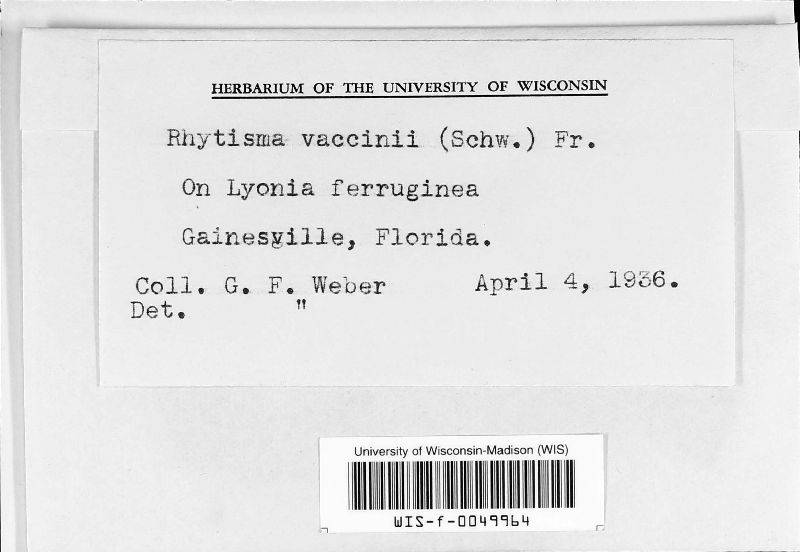 HERBARIUM OF THE UNIVERSITY OF WISCONSIN
Rhytisma vaccinii (Schw.) Fr.
On Lyonia ferruginea
Gainesville, Florida.
Coll. G. F. Weber April 4, 1936.
Det. "
University of Wisconsin-Madison (WIS)
WIS-f-0049964